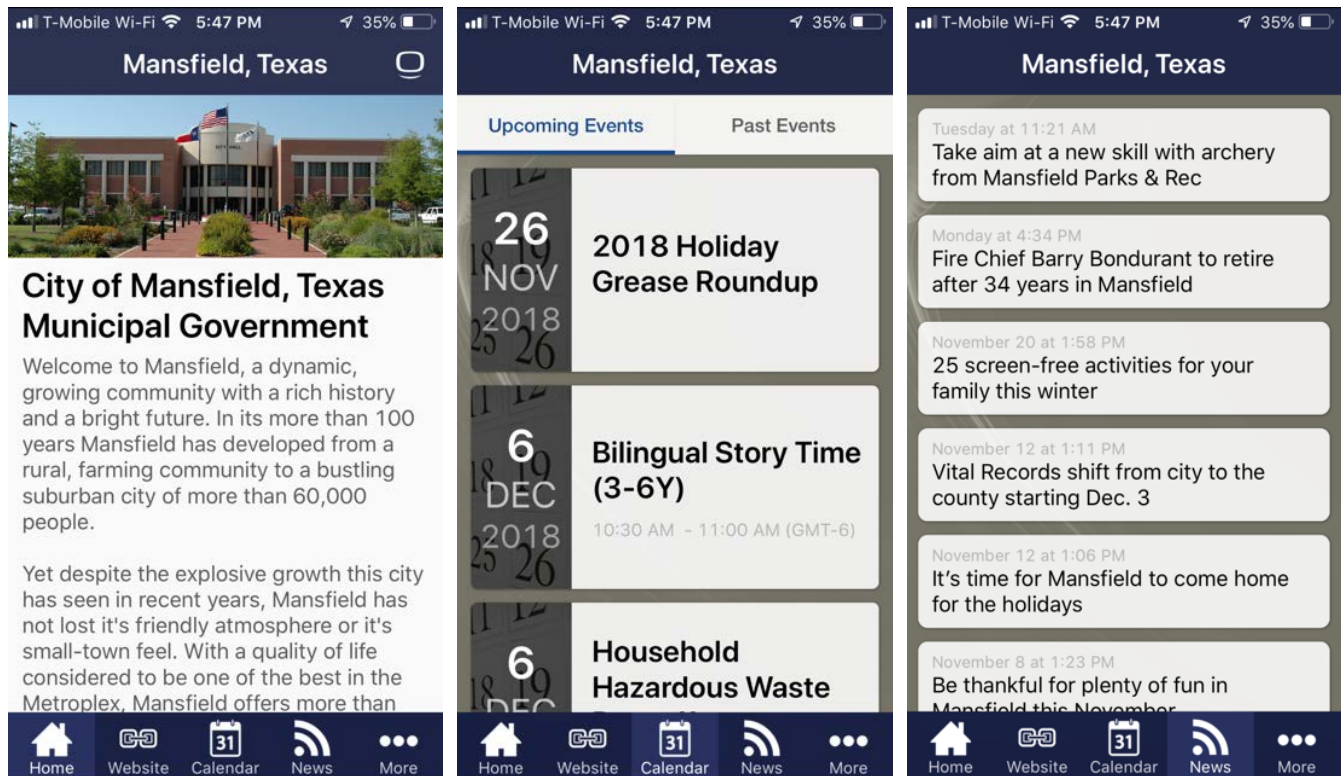 T-Mobile Wi-Fi 5:47 PM 35%
Mansfield, Texas
City of Mansfield, Texas
Municipal Government
Welcome to Mansfield, a dynamic,
growing community with a rich history
and a bright future. In its more than 100
years Mansfield has developed from a
rural, farming community to a bustling
suburban city of more than 60,000
people.
Yet despite the explosive growth this city
has seen in recent years, Mansfield has
not lost it's friendly atmosphere or it's
small-town feel. With a quality of life
considered to be one of the best in the
Metroplex, Mansfield offers more than
Home Website Calendar News More
T-Mobile Wi-Fi 5:47 PM 35%
Mansfield, Texas
Upcoming Events Past Events
26
NOV
2018
2018 Holiday
Grease Roundup
6
DEC
2018
Bilingual Story Time
(3-6Y)
10:30 AM - 11:00 AM (GMT-6)
6
DEC
Household
Hazardous Waste
Home Website Calendar News More
T-Mobile Wi-Fi 5:47 PM 35%
Mansfield, Texas
Tuesday at 11:21 AM
Take aim at a new skill with archery
from Mansfield Parks & Rec
Monday at 4:34 PM
Fire Chief Barry Bondurant to retire
after 34 years in Mansfield
November 20 at 1:58 PM
25 screen-free activities for your
family this winter
November 12 at 1:11 PM
Vital Records shift from city to the
county starting Dec. 3
November 12 at 1:06 PM
It's time for Mansfield to come home
for the holidays
November 8 at 1:23 PM
Be thankful for plenty of fun in
Mansfield this November
Home Website Calendar News More